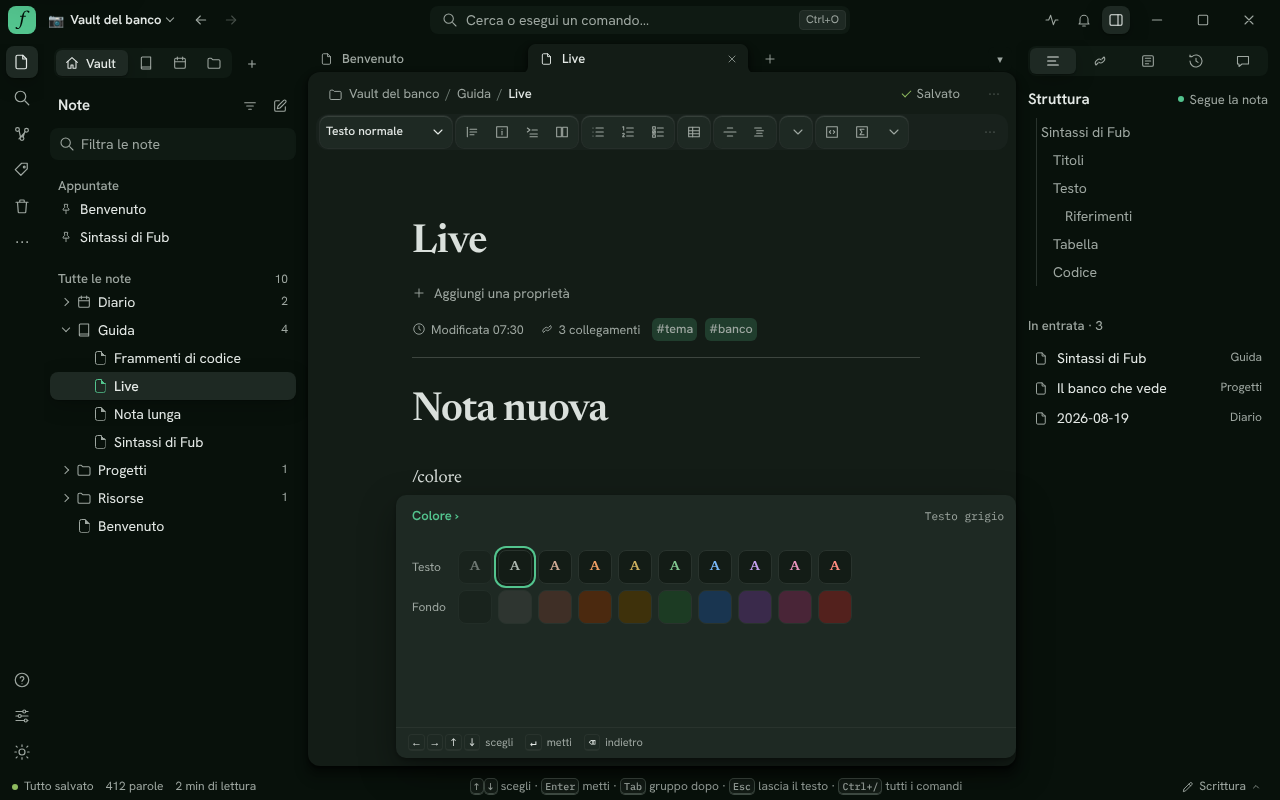 Vault del banco
Cerca o esegui un comando...
Ctrl+O
Vault
Benvenuto
Live
Note
Filtra le note
Appuntate
Benvenuto
Sintassi di Fub
Tutte le note 10
Diario 2
Guida 4
Frammenti di codice
Live
Nota lunga
Sintassi di Fub
Progetti 1
Risorse 1
Benvenuto
Vault del banco / Guida / Live
Salvato
Testo normale
Live
Aggiungi una proprietà
Modificata 07:30
3 collegamenti
#tema
#banco
Nota nuova
/colore
Colore ›
Testo grigio
Testo A A A A A A A A A A
Fondo
← → ↑ ↓ scegli ↵ metti ⌫ indietro
Struttura
Segue la nota
Sintassi di Fub
Titoli
Testo
Riferimenti
Tabella
Codice
In entrata · 3
Sintassi di Fub Guida
Il banco che vede Progetti
2026-08-19 Diario
Tutto salvato 412 parole 2 min di lettura
↑ ↓ scegli · Enter metti · Tab gruppo dopo · Esc lascia il testo · Ctrl+/ tutti i comandi
Scrittura